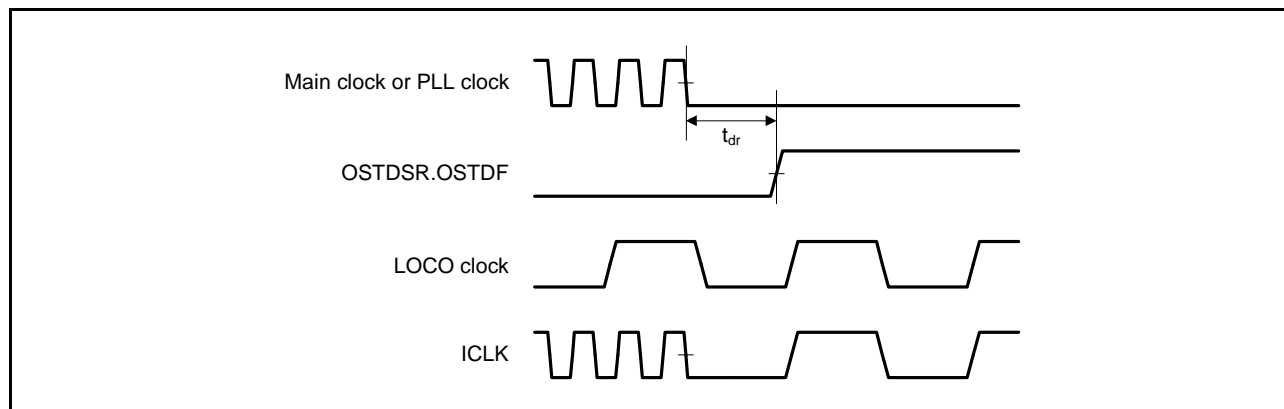 Main clock or PLL clock
tdr
OSTDSR.OSTDF
LOCO clock
ICLK